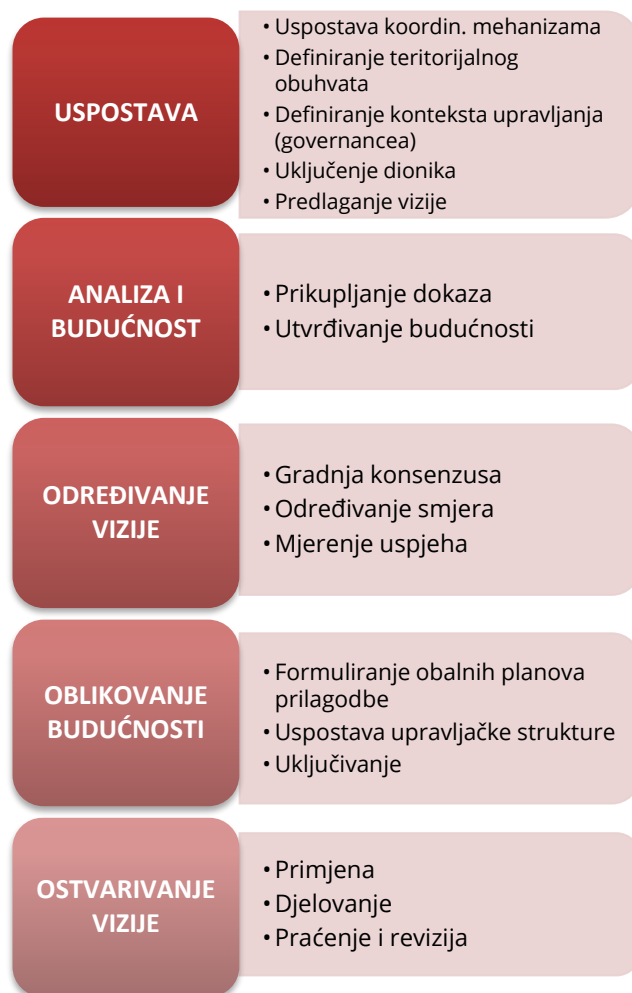 USPOSTAVA
• Uspostava koordin. mehanizama
• Definiranje teritorijalnog
obuhvata
• Definiranje konteksta upravljanja
(governancea)
• Uključenje dionika
• Predlaganje vizije
ANALIZA I
BUDUĆNOST
• Prikupljanje dokaza
• Utvrđivanje budućnosti
ODREĐIVANJE
VIZIJE
• Gradnja konsenzusa
• Određivanje smjera
• Mjerenje uspjeha
OBLIKOVANJE
BUDUĆNOSTI
• Formuliranje obalnih planova
prilagodbe
• Uspostava upravljačke strukture
• Uključivanje
OSTVARIVANJE
VIZIJE
• Primjena
• Djelovanje
• Praćenje i revizija